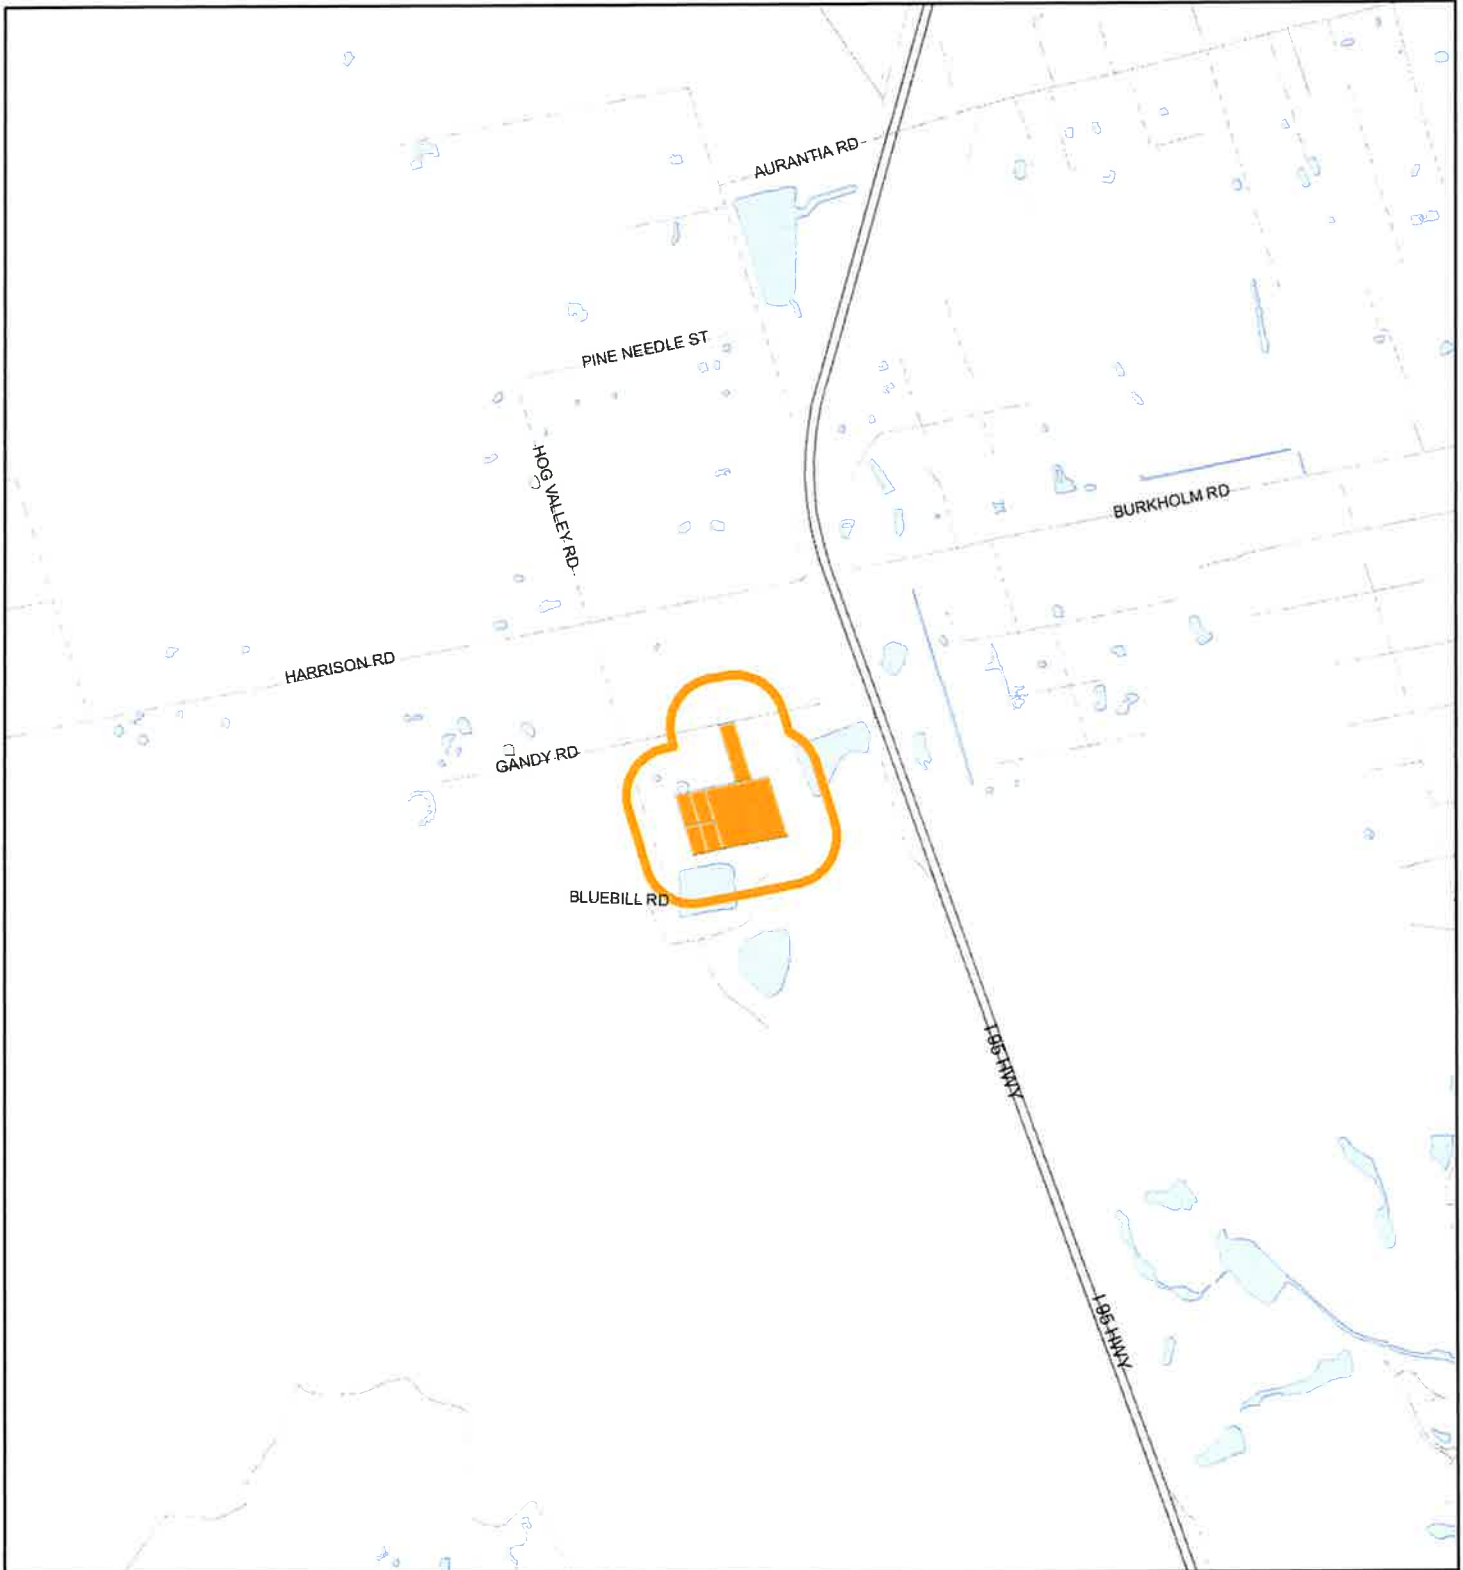 AURANTIA RD
PINE NEEDLE ST
HOG VALLEY RD
BURKHOLM RD
HARRISON RD
GANDY RD
BLUEBILL RD
I 95 HWY
I 95 HWY